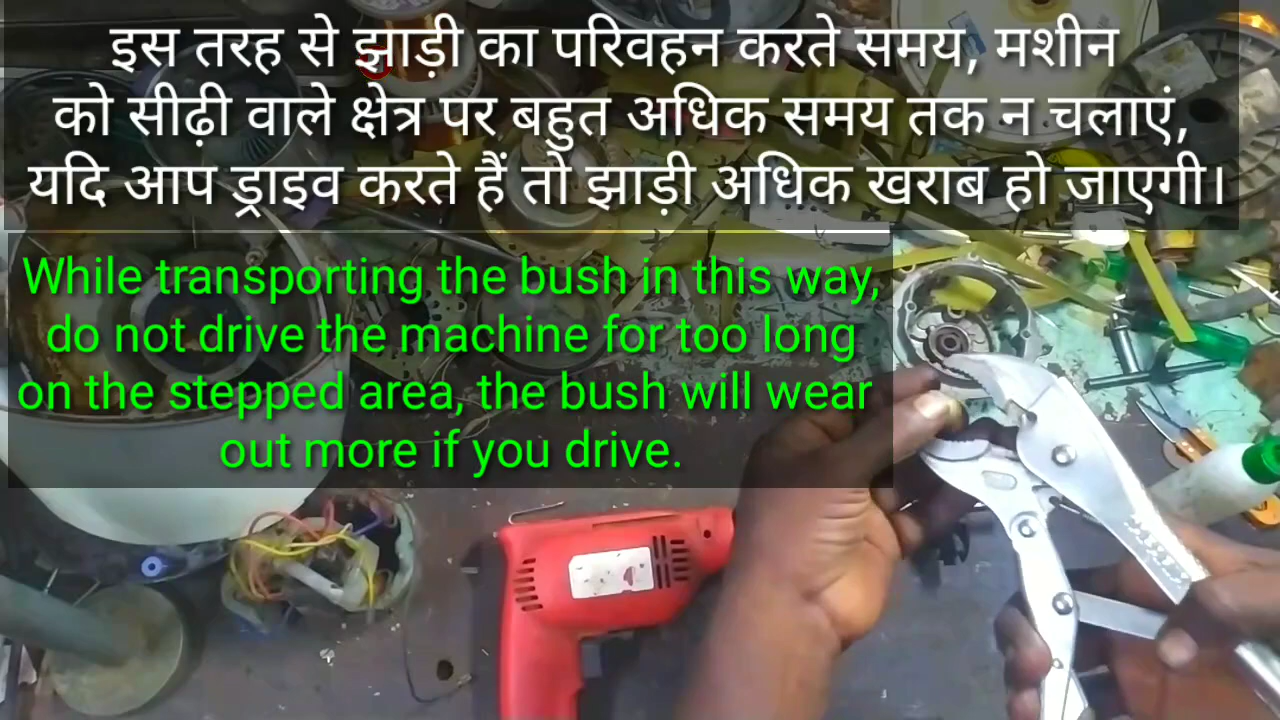 इस तरह से झाड़ी का परिवहन करते समय, मशीन
को सीढ़ी वाले क्षेत्र पर बहुत अधिक समय तक न चलाएं,
यदि आप ड्राइव करते हैं तो झाड़ी अधिक खराब हो जाएगी।
While transporting the bush in this way,
do not drive the machine for too long
on the stepped area, the bush will wear
out more if you drive.